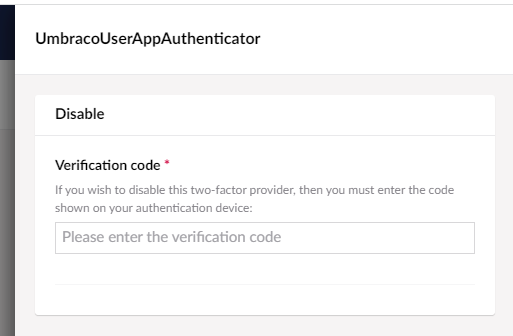 UmbracoUserAppAuthenticator
Disable
Verification code *
If you wish to disable this two-factor provider, then you must enter the code
shown on your authentication device:
Please enter the verification code